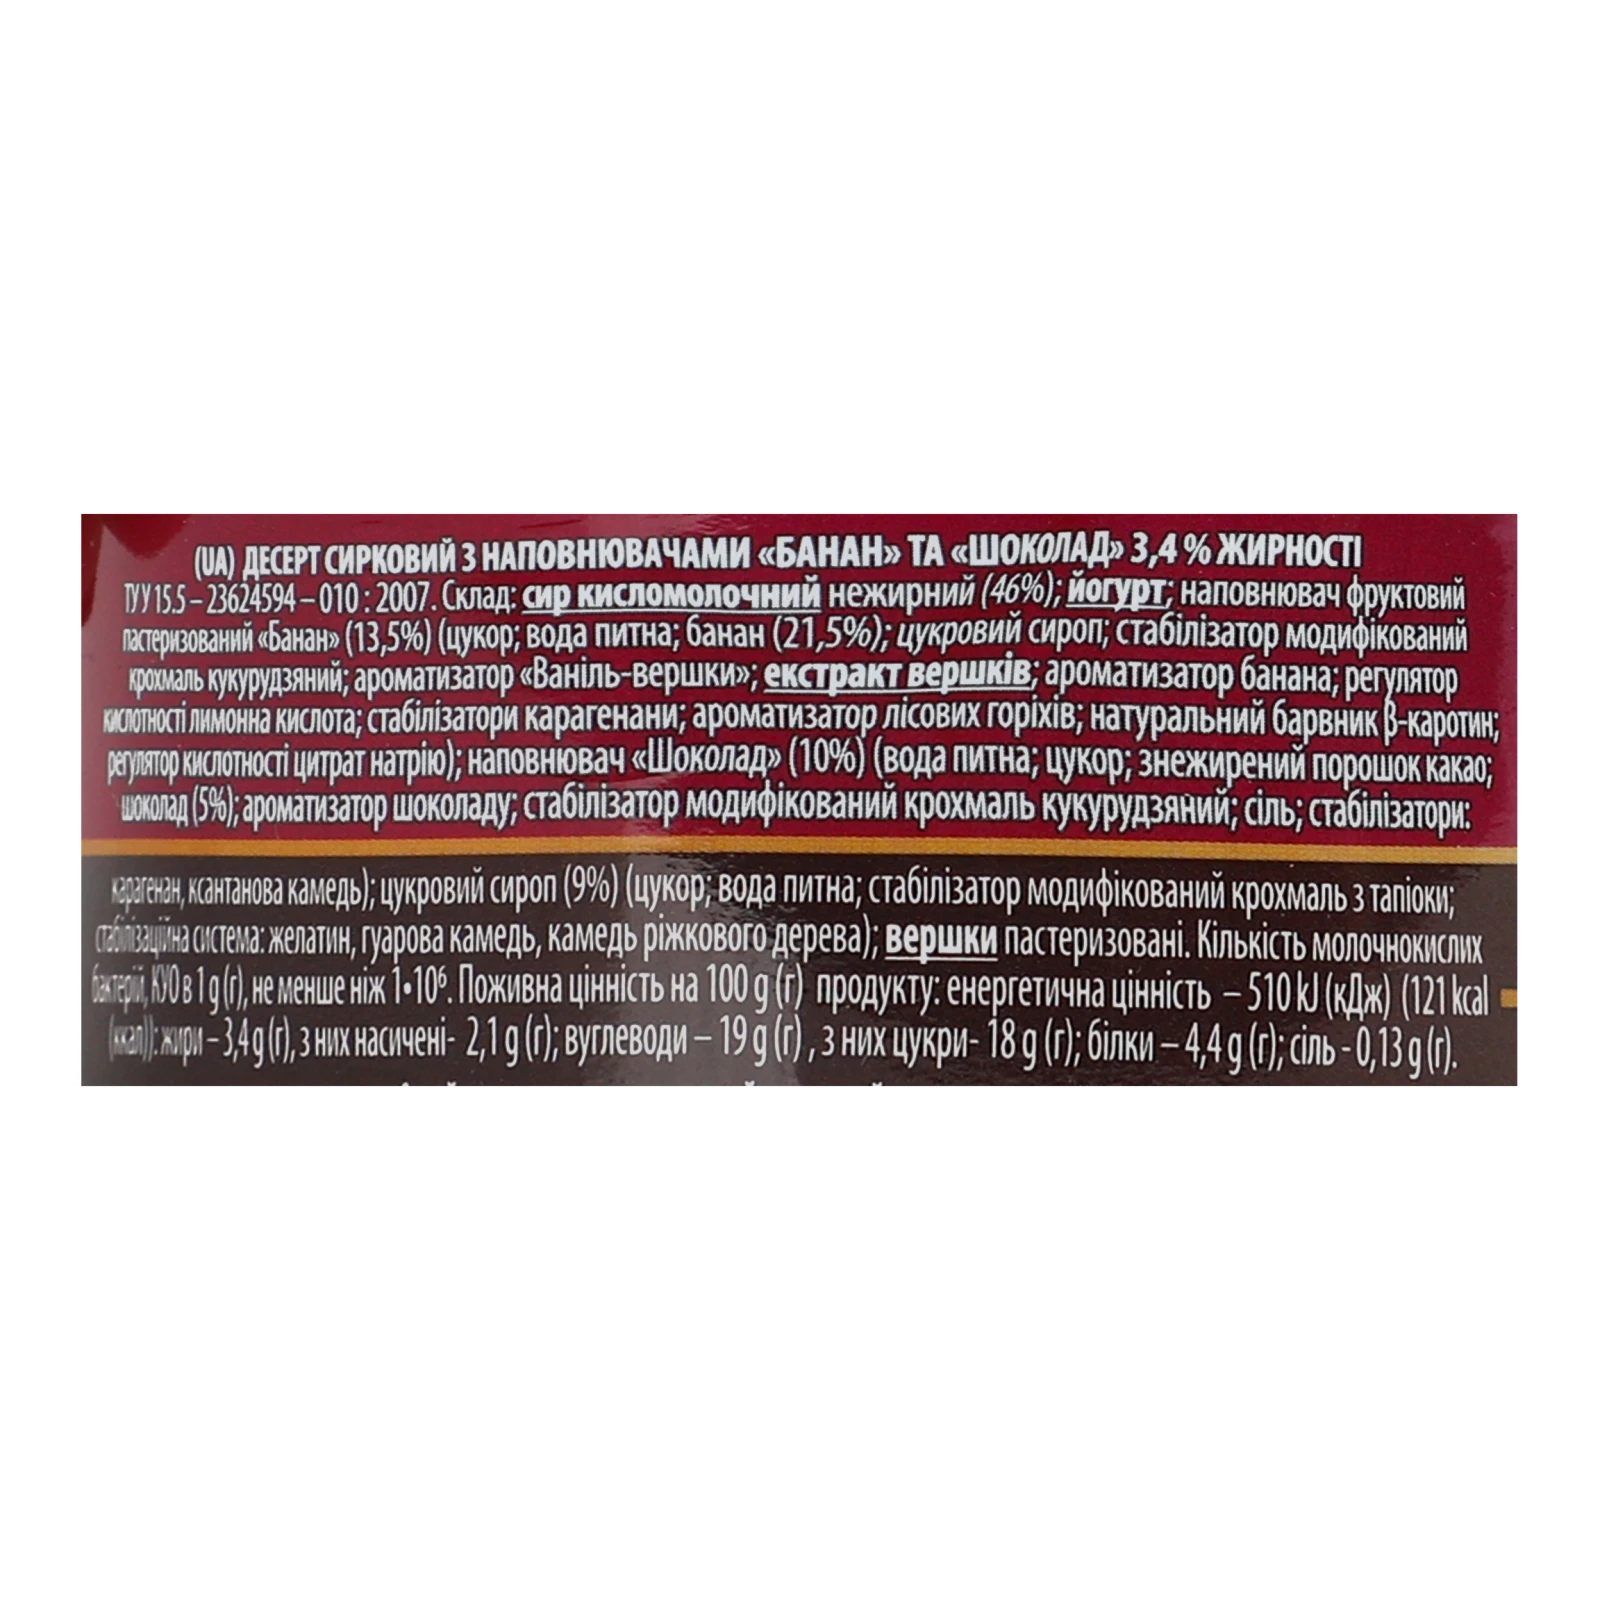 (UA) ДЕСЕРТ СИРКОВИЙ З НАПОВНЮВАЧАМИ «БАНАН» ТА «ШОКОЛАД» 3,4 % ЖИРНОСТІ
ТУ У 15.5 – 23624594 – 010 : 2007. Склад: сир кисломолочний нежирний (46%); йогурт; наповнювач фруктовий
пастеризований «Банан» (13,5%) (цукор; вода питна; банан (21,5%); цукровий сироп; стабілізатор модифікований
крохмаль кукурудзяний; ароматизатор «Ваніль-вершки»; екстракт вершків; ароматизатор банана; регулятор
кислотності лимонна кислота; стабілізатори карагенани; ароматизатор лісових горіхів; натуральний барвник β-каротин;
регулятор кислотності цитрат натрію); наповнювач «Шоколад» (10%) (вода питна; цукор; знежирений порошок какао;
шоколад (5%); ароматизатор шоколаду; стабілізатор модифікований крохмаль кукурудзяний; сіль; стабілізатори:
карагенан, ксантанова камедь); цукровий сироп (9%) (цукор; вода питна; стабілізатор модифікований крохмаль з тапіоки;
стабілізаційна система: желатин, гуарова камедь, камедь ріжкового дерева); вершки пастеризовані. Кількість молочнокислих
бактерій, КУО в 1 g (г), не менше ніж 1•10⁶. Поживна цінність на 100 g (г) продукту: енергетична цінність – 510 kJ (кДж) (121 kcal
(ккал)): жири – 3,4 g (г), з них насичені- 2,1 g (г); вуглеводи – 19 g (г) , з них цукри- 18 g (г); білки – 4,4 g (г); сіль - 0,13 g (г).